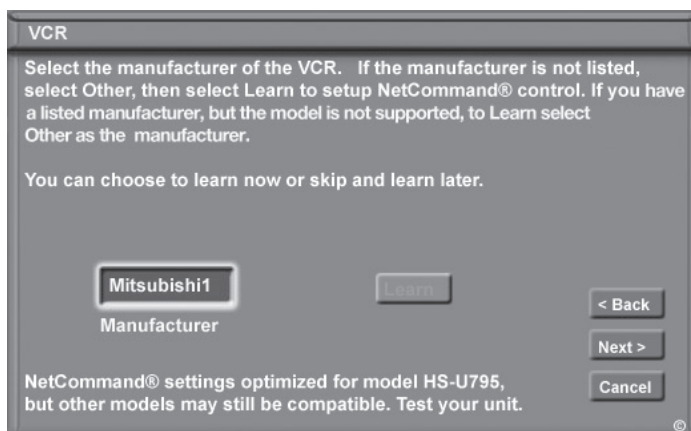 VCR
Select the manufacturer of the VCR. If the manufacturer is not listed,
select Other, then select Learn to setup NetCommand® control. If you have
a listed manufacturer, but the model is not supported, to Learn select
Other as the manufacturer.
You can choose to learn now or skip and learn later.
Mitsubishi1
Learn
Manufacturer
< Back
Next >
NetCommand® settings optimized for model HS-U795,
but other models may still be compatible. Test your unit.
Cancel
©